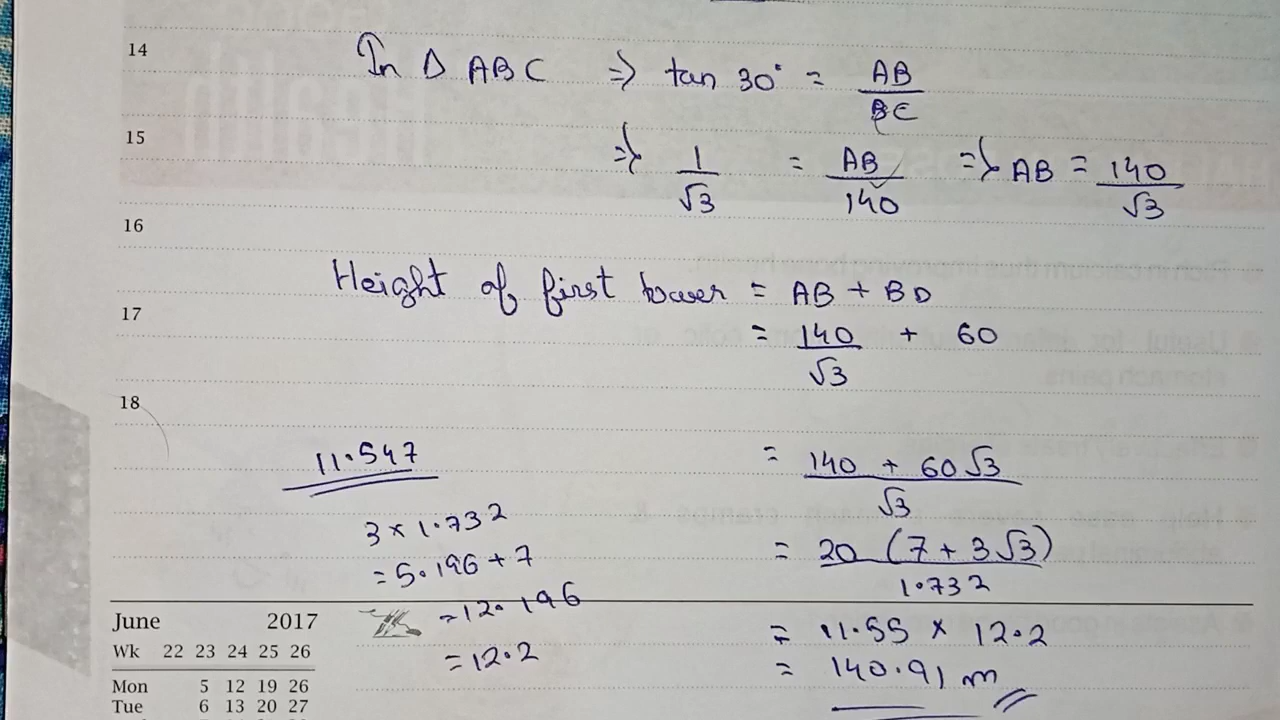 14 In Δ ABC ⇒ tan 30° = AB/BC
15 ⇒ 1/√3 = AB/140 ⇒ AB = 140/√3
16
Height of first tower = AB + BD
17 = 140/√3 + 60
18
11.547 = 140 + 60√3/√3
3 x 1.732
= 5.196 + 7 = 20 (7 + 3√3)/1.732
= 12.196
= 12.2 = 11.55 x 12.2
= 140.91 m
June 2017
Wk 22 23 24 25 26
Mon 5 12 19 26
Tue 6 13 20 27